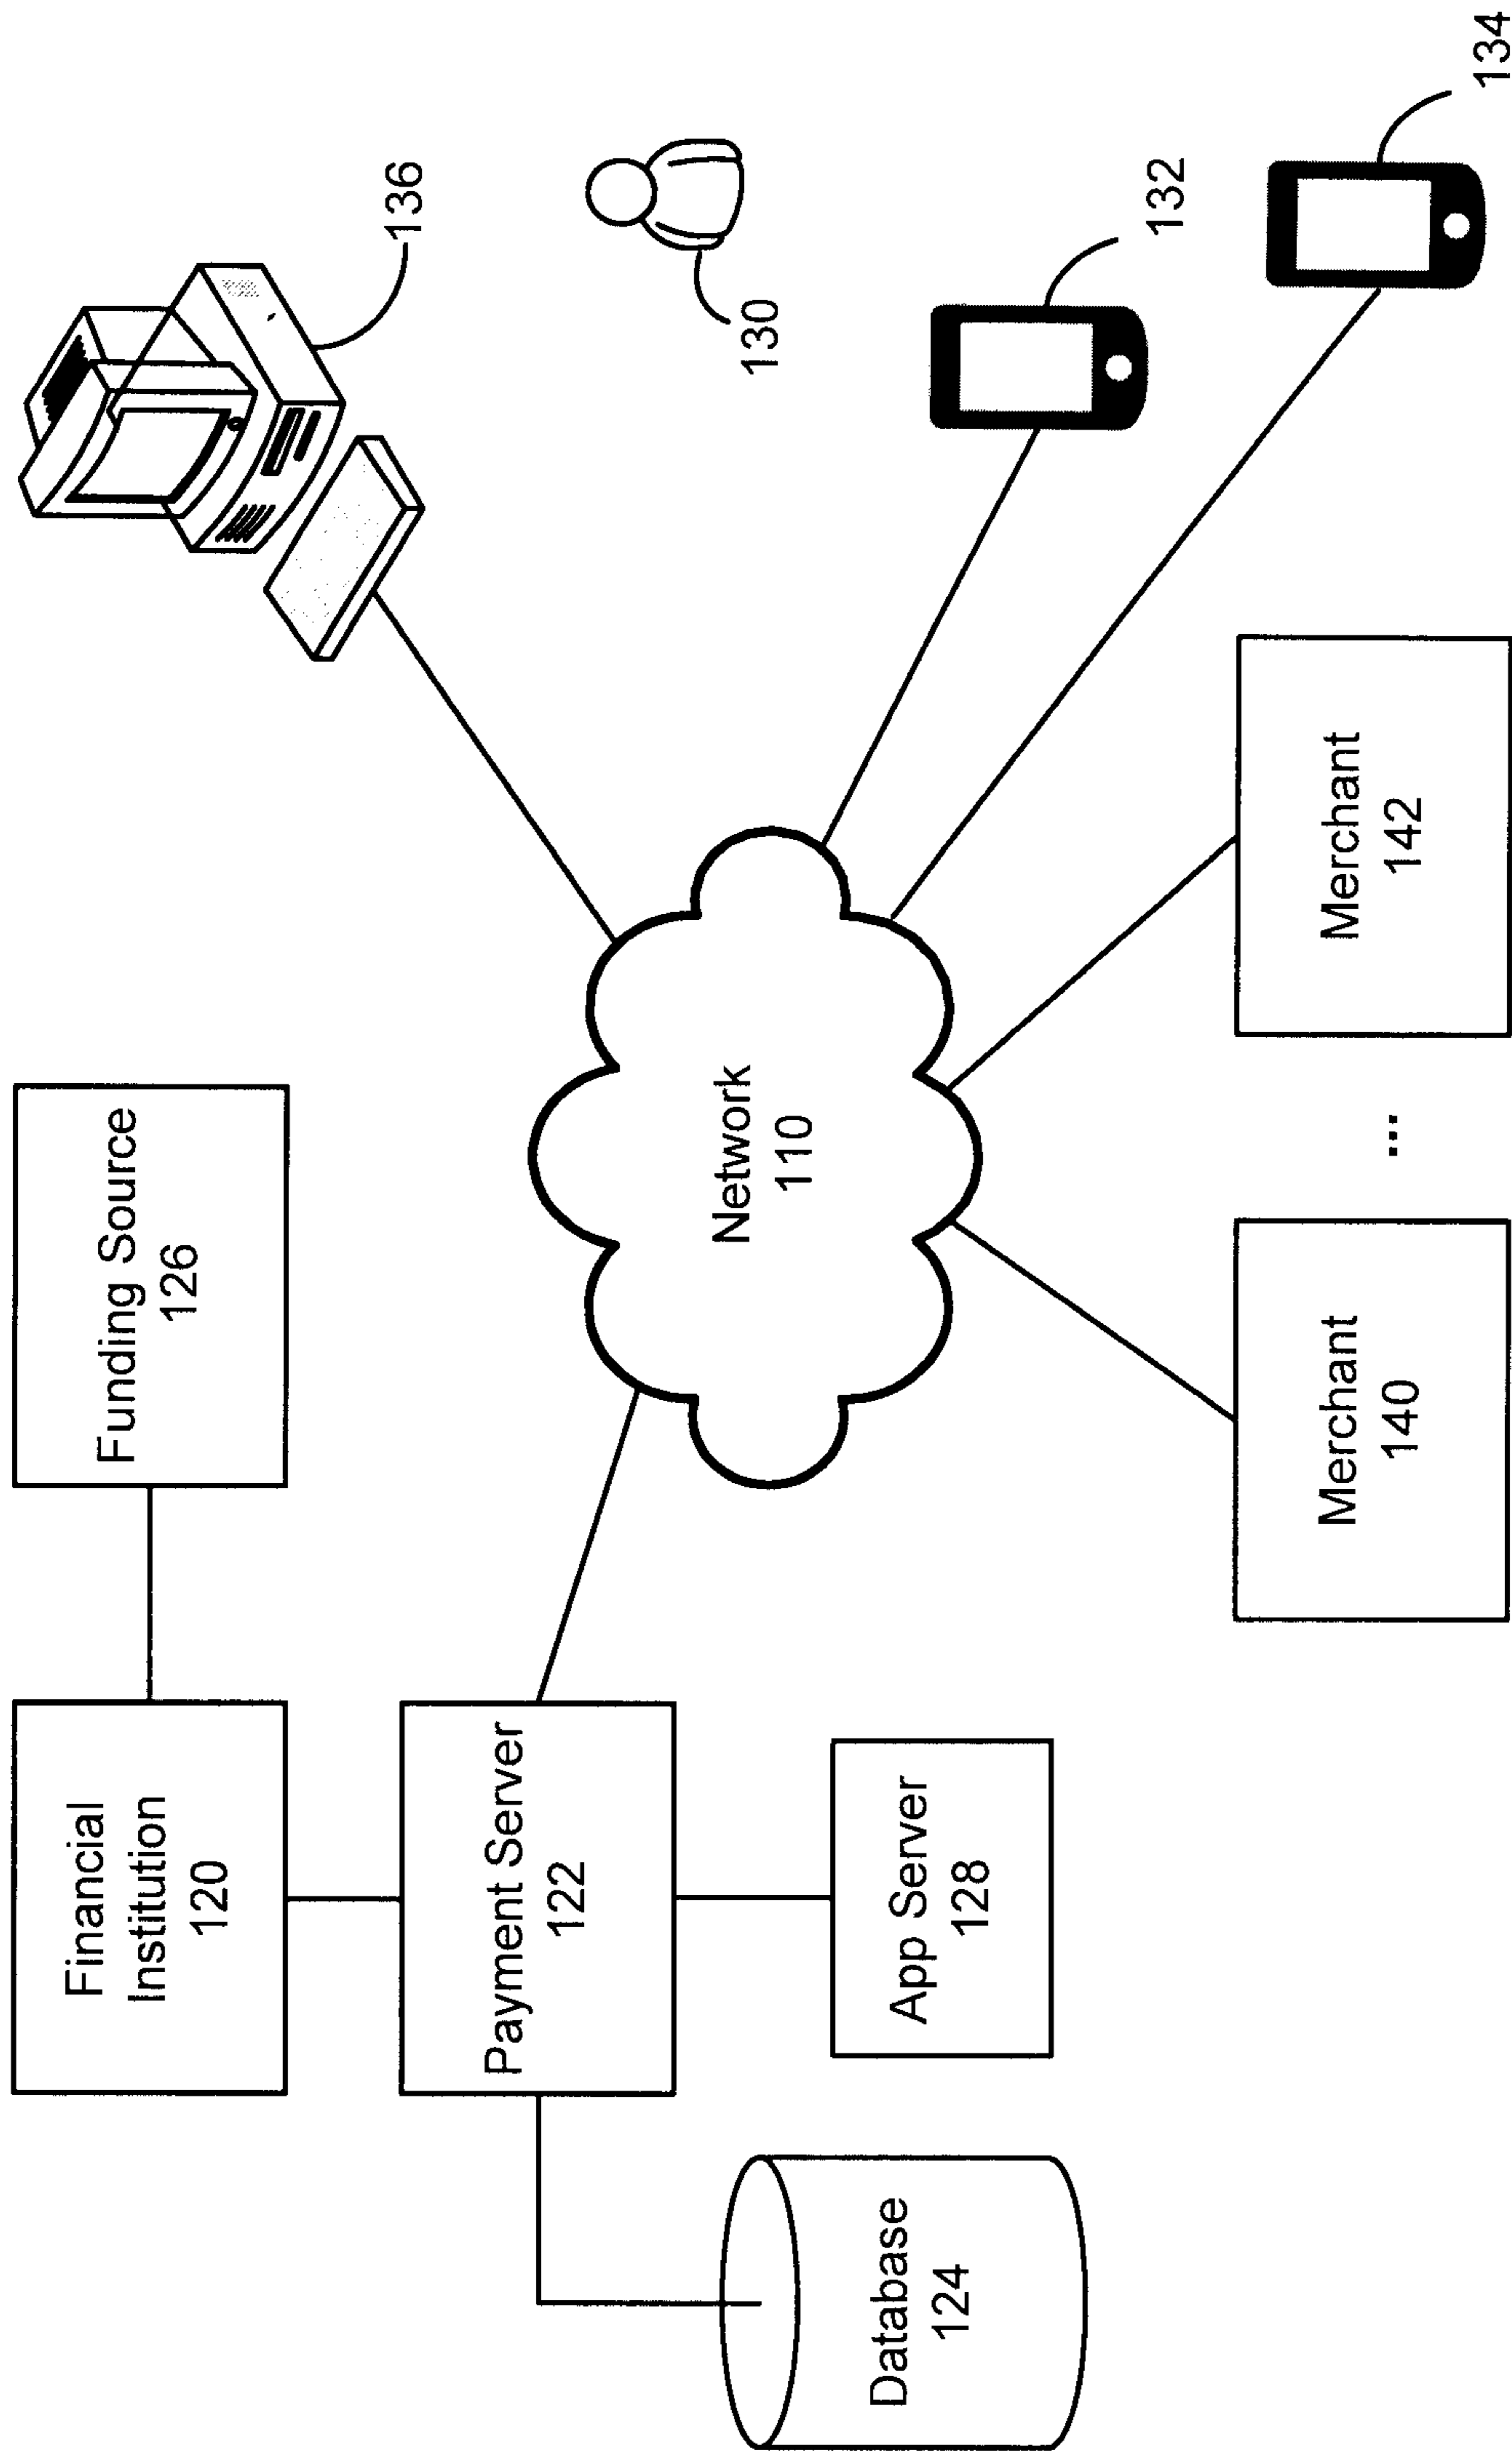 Financial
Institution
120
Funding Source
126
136
Payment Server
122
130
Network
110
App Server
128
Database
124
132
134
Merchant
140
...
Merchant
142